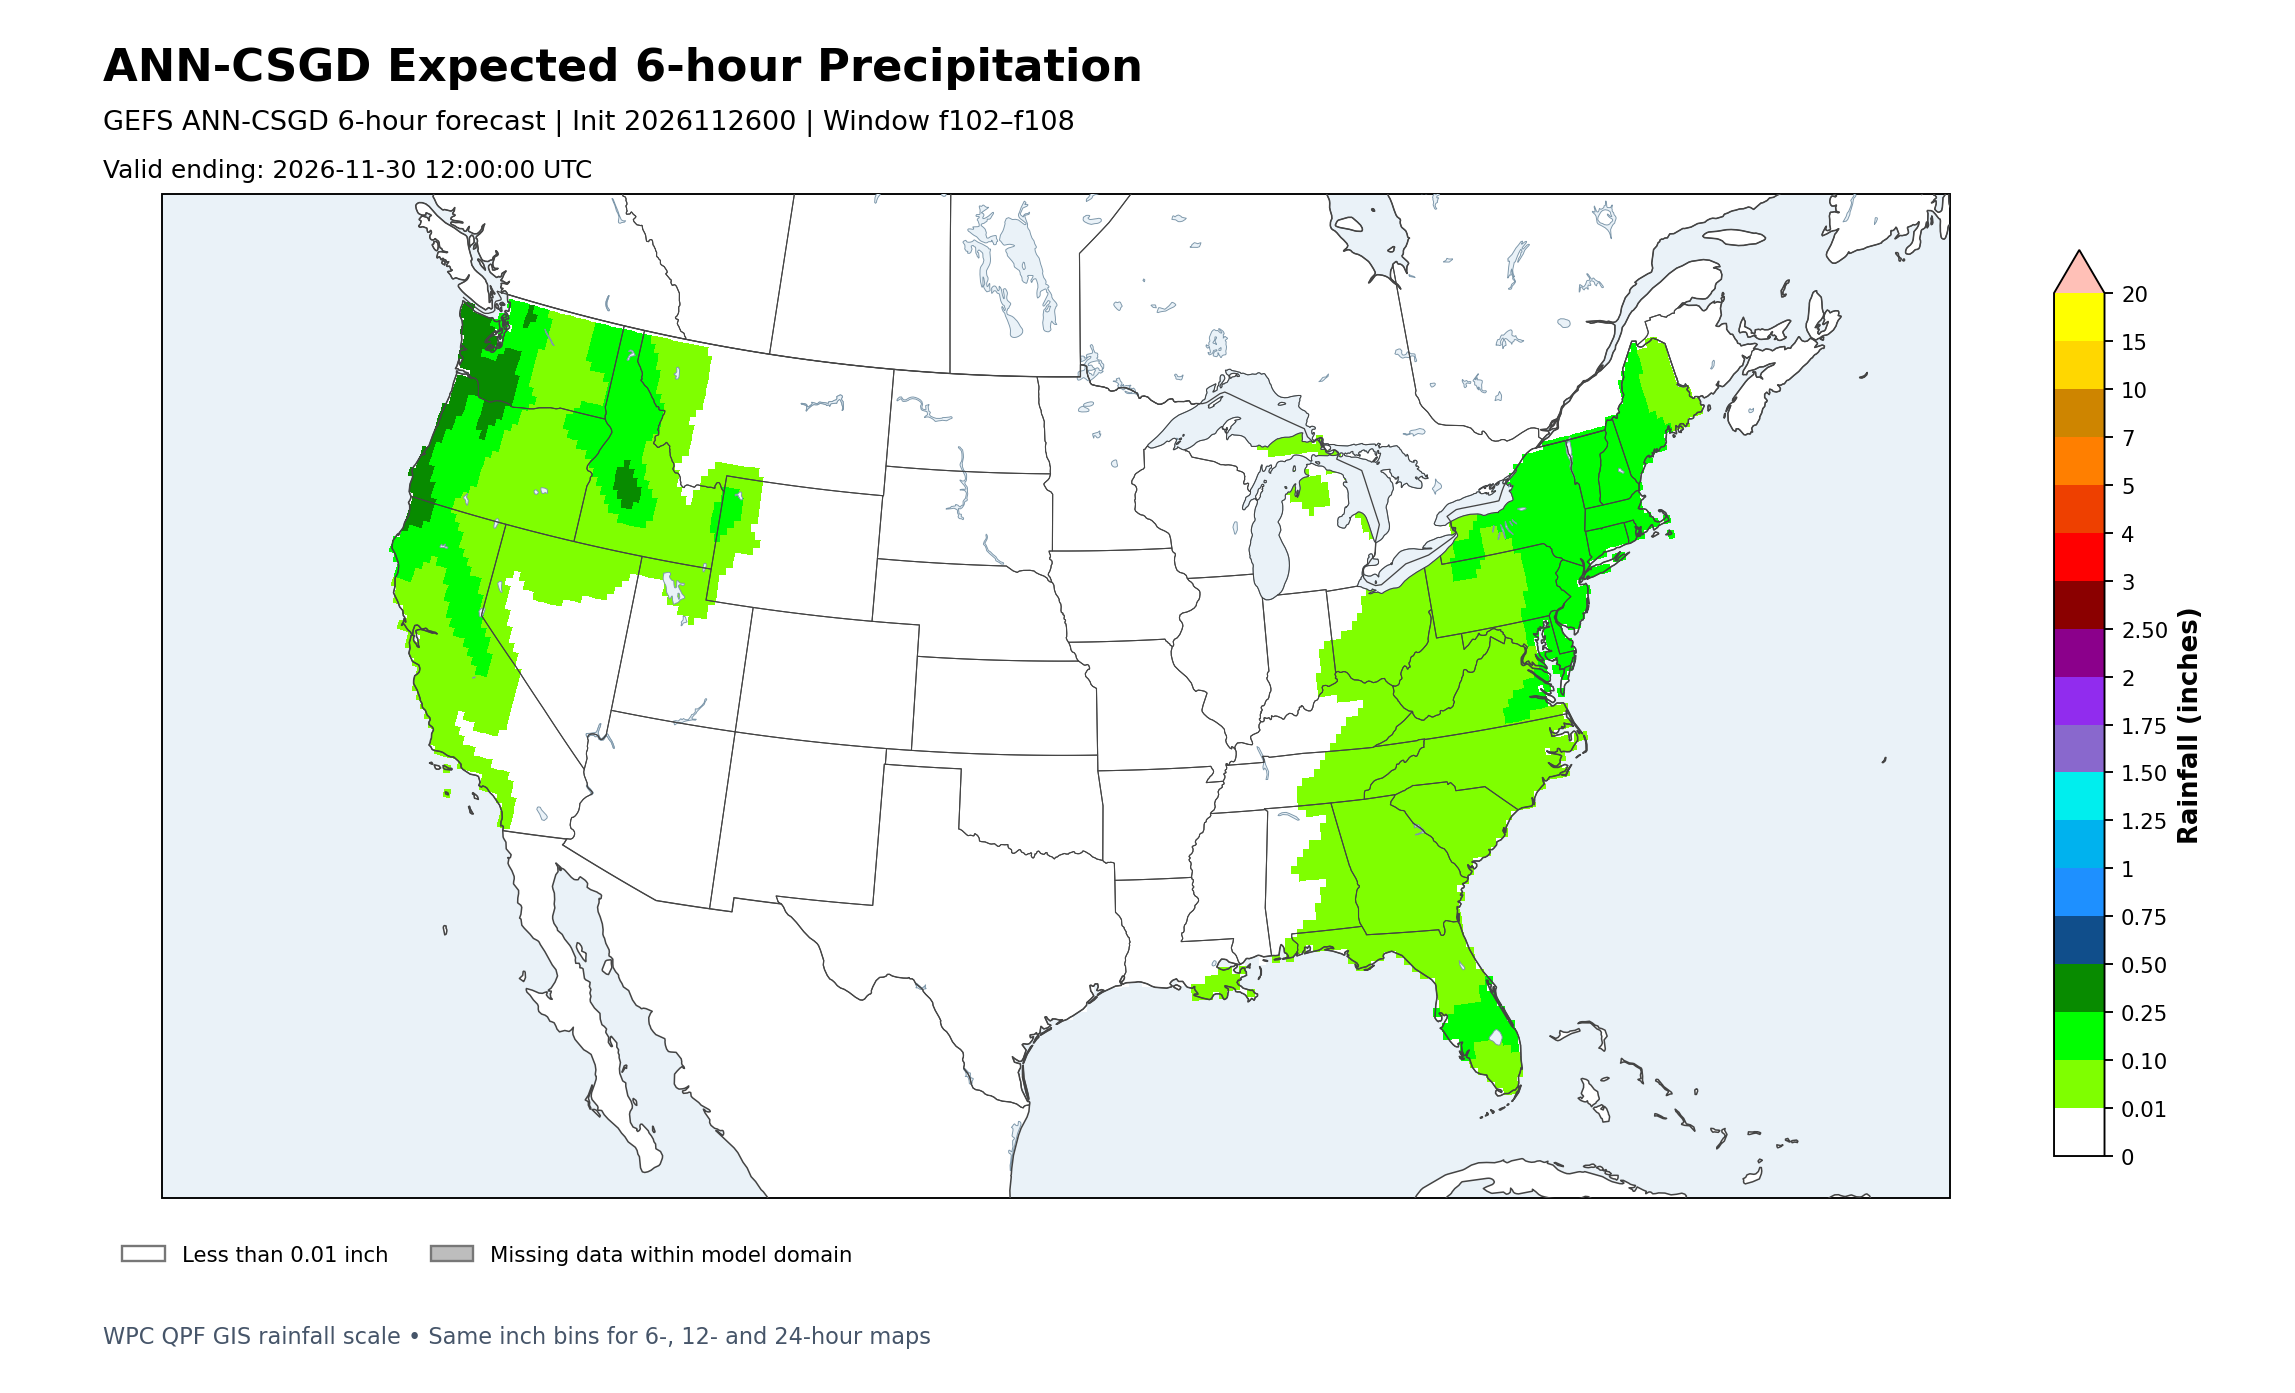 ANN-CSGD Expected 6-hour Precipitation
GEFS ANN-CSGD 6-hour forecast | Init 2026112600 | Window f102–f108
Valid ending: 2026-11-30 12:00:00 UTC
20
15
10
7
5
4
3
2.50
2
1.75
1.50
1.25
1
0.75
0.50
0.25
0.10
0.01
0
Rainfall (inches)
Less than 0.01 inch
Missing data within model domain
WPC QPF GIS rainfall scale • Same inch bins for 6-, 12- and 24-hour maps